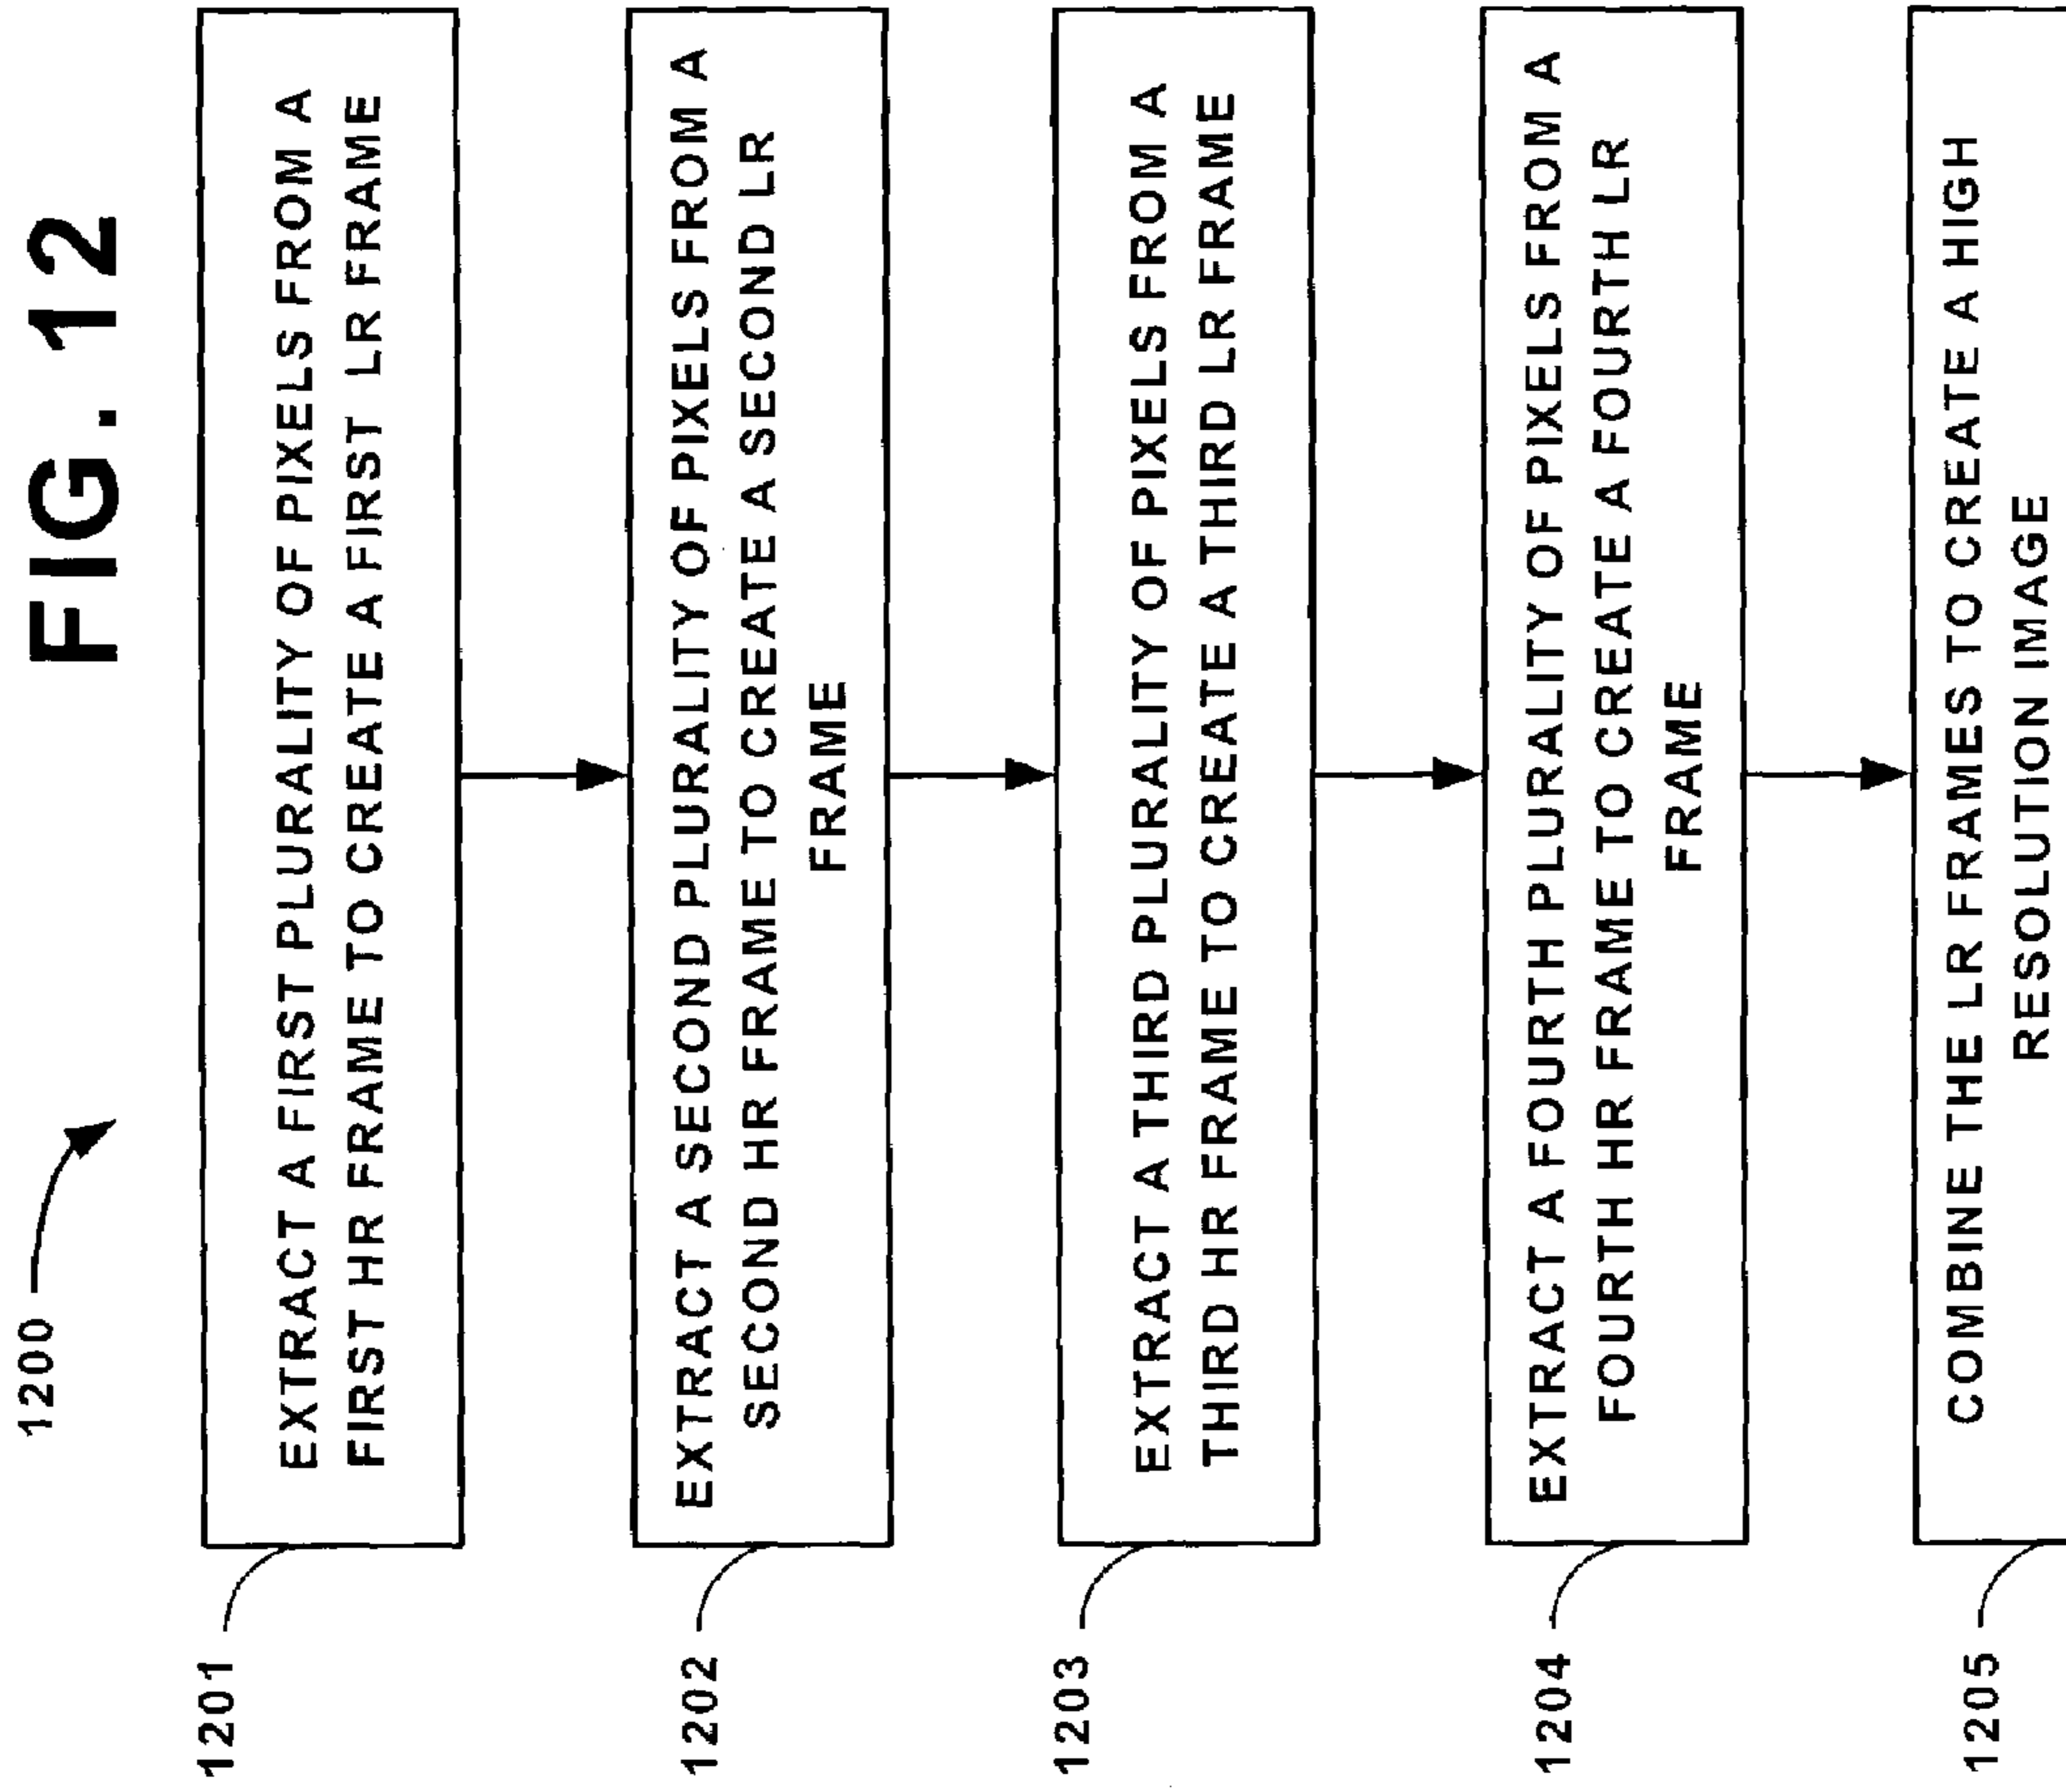 FIG. 12
1200
1201
EXTRACT A FIRST PLURALITY OF PIXELS FROM A
FIRST HR FRAME TO CREATE A FIRST LR FRAME
1202
EXTRACT A SECOND PLURALITY OF PIXELS FROM A
SECOND HR FRAME TO CREATE A SECOND LR
FRAME
1203
EXTRACT A THIRD PLURALITY OF PIXELS FROM A
THIRD HR FRAME TO CREATE A THIRD LR FRAME
1204
EXTRACT A FOURTH PLURALITY OF PIXELS FROM A
FOURTH HR FRAME TO CREATE A FOURTH LR
FRAME
1205
COMBINE THE LR FRAMES TO CREATE A HIGH
RESOLUTION IMAGE